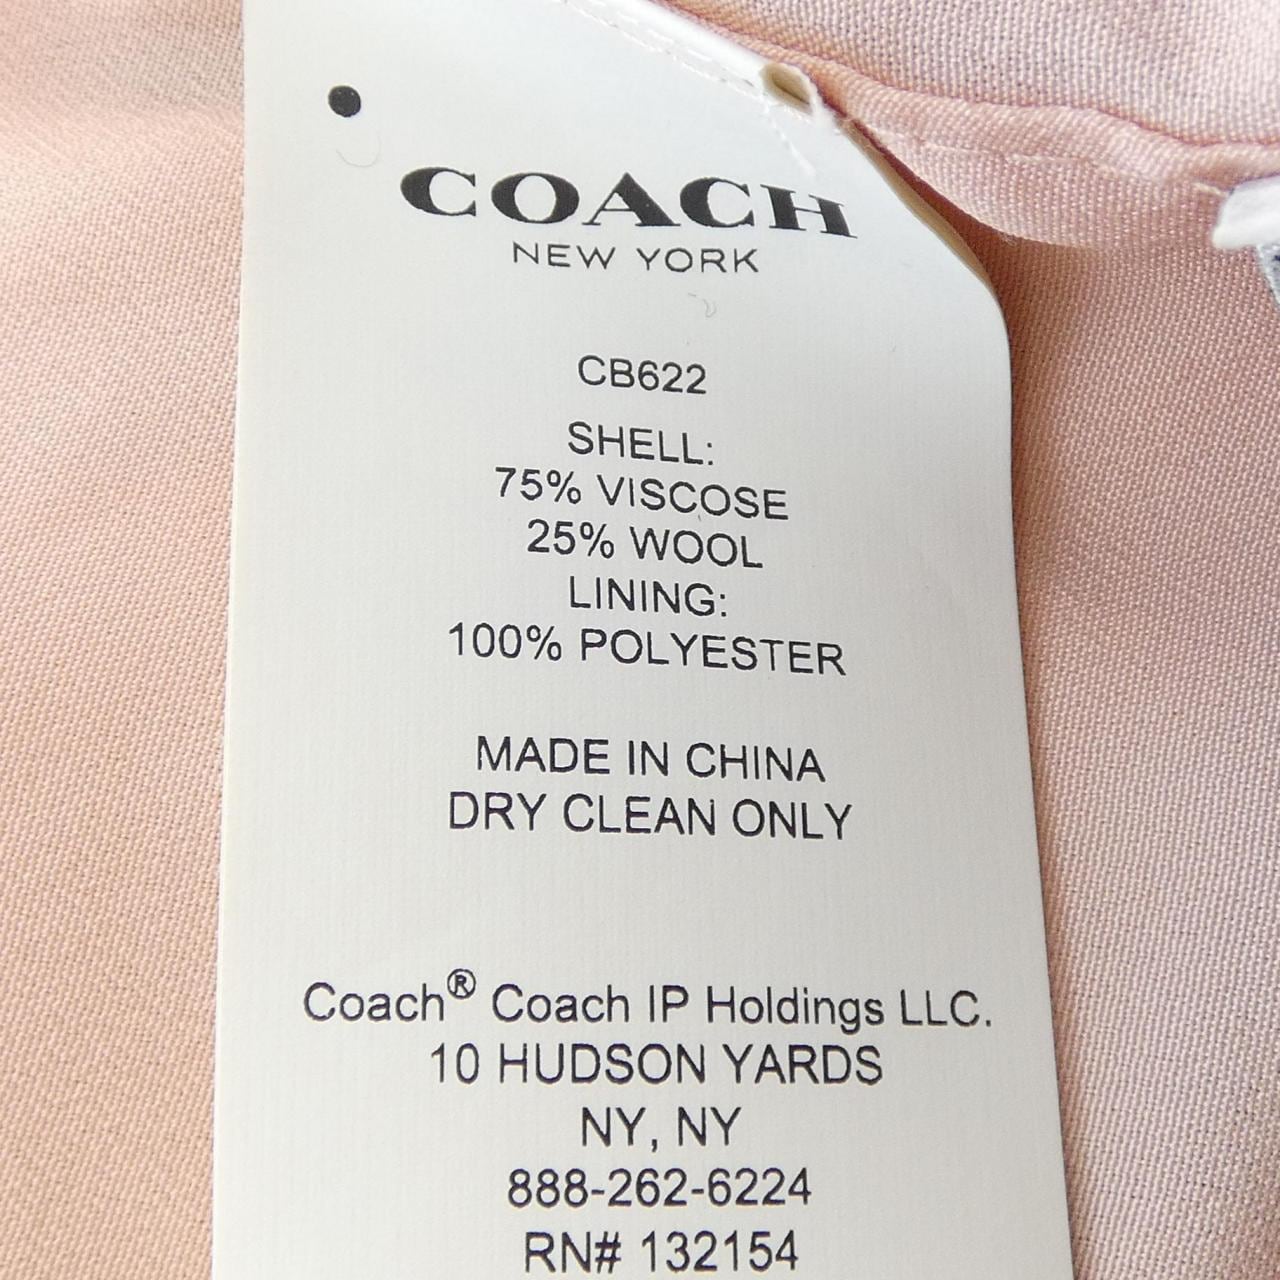 COACH
NEW YORK
CB622
SHELL:
75% VISCOSE
25% WOOL
LINING:
100% POLYESTER
MADE IN CHINA
DRY CLEAN ONLY
Coach® Coach IP Holdings LLC.
10 HUDSON YARDS
NY, NY
888-262-6224
RN# 132154